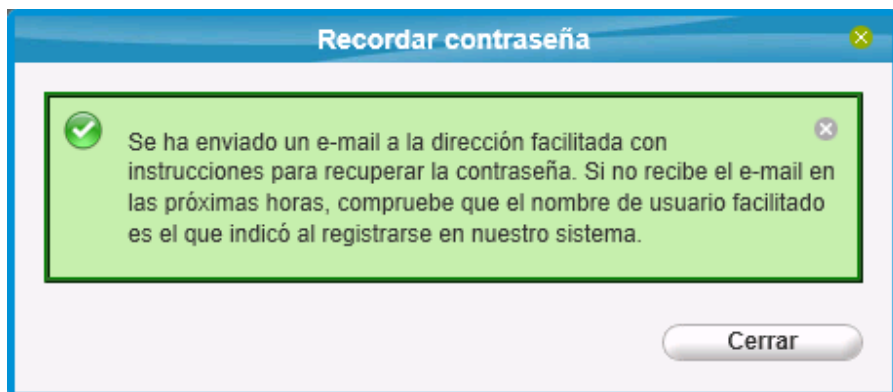 Recordar contraseña
Se ha enviado un e-mail a la dirección facilitada con
instrucciones para recuperar la contraseña. Si no recibe el e-mail en
las próximas horas, compruebe que el nombre de usuario facilitado
es el que indicó al registrarse en nuestro sistema.
Cerrar